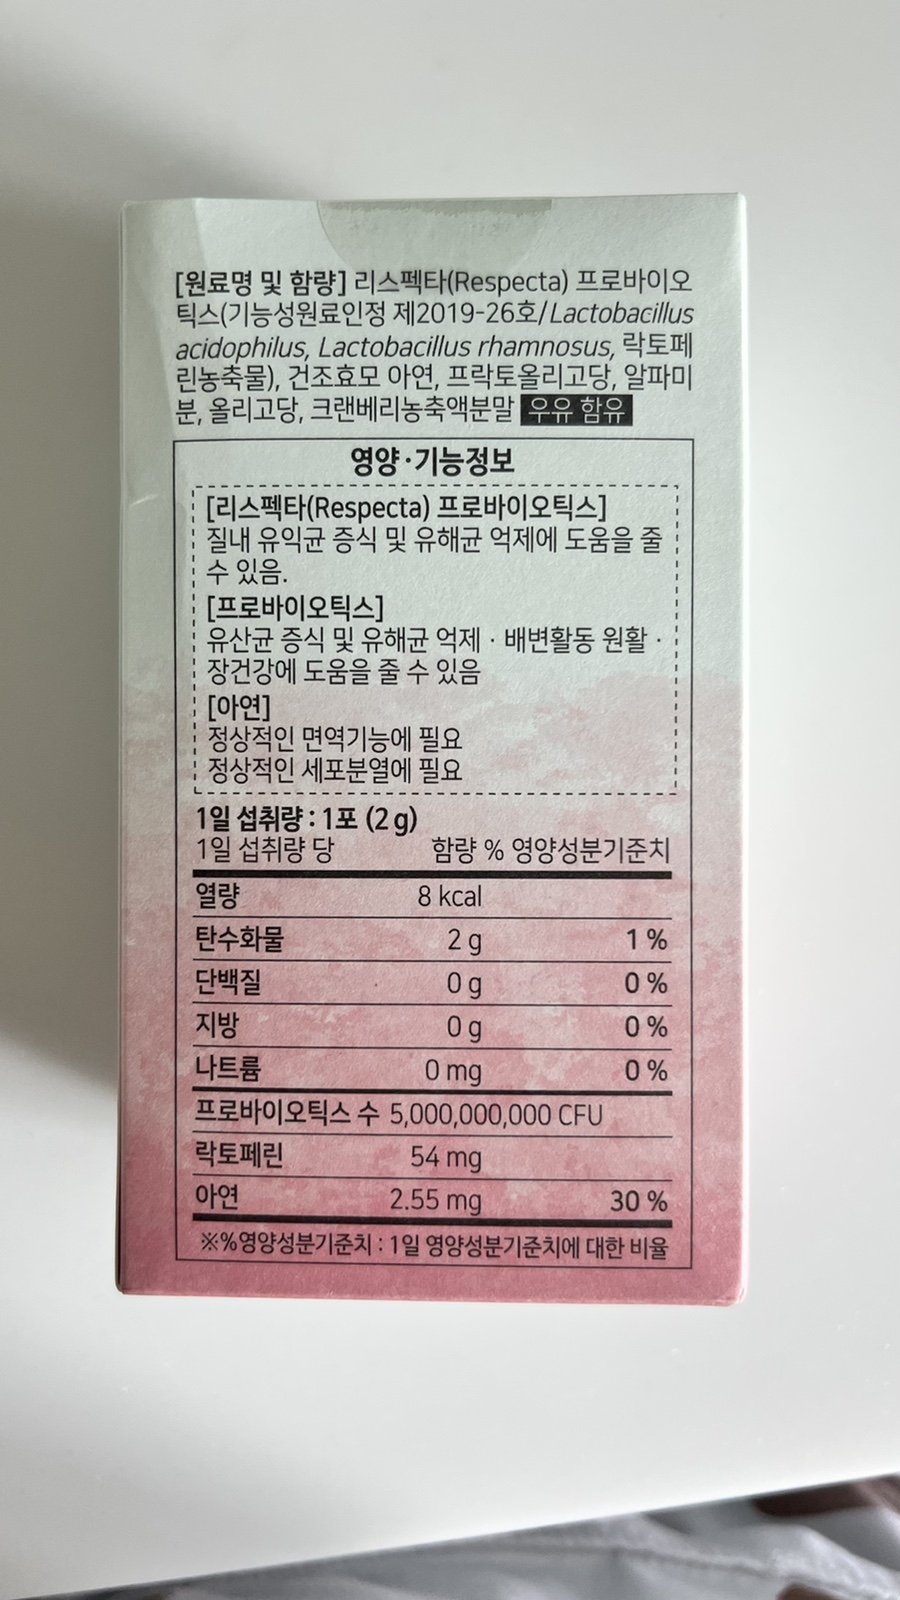 [원료명 및 함량] 리스펙타(Respecta) 프로바이오
틱스(기능성원료인정 제2019-26호/Lactobacillus
acidophilus, Lactobacillus rhamnosus, 락토페
린농축물), 건조효모 아연, 프락토올리고당, 알파미
분, 올리고당, 크랜베리농축액분말 우유 함유
영양·기능정보
[리스펙타(Respecta) 프로바이오틱스]
질내 유익균 증식 및 유해균 억제에 도움을 줄
수 있음.
[프로바이오틱스]
유산균 증식 및 유해균 억제 · 배변활동 원활 ·
장건강에 도움을 줄 수 있음
[아연]
정상적인 면역기능에 필요
정상적인 세포분열에 필요
1일 섭취량 : 1포 (2 g)
1일 섭취량 당 함량 % 영양성분기준치
열량 8 kcal
탄수화물 2 g 1 %
단백질 0 g 0 %
지방 0 g 0 %
나트륨 0 mg 0 %
프로바이오틱스 수 5,000,000,000 CFU
락토페린 54 mg
아연 2.55 mg 30 %
※%영양성분기준치 : 1일 영양성분기준치에 대한 비율